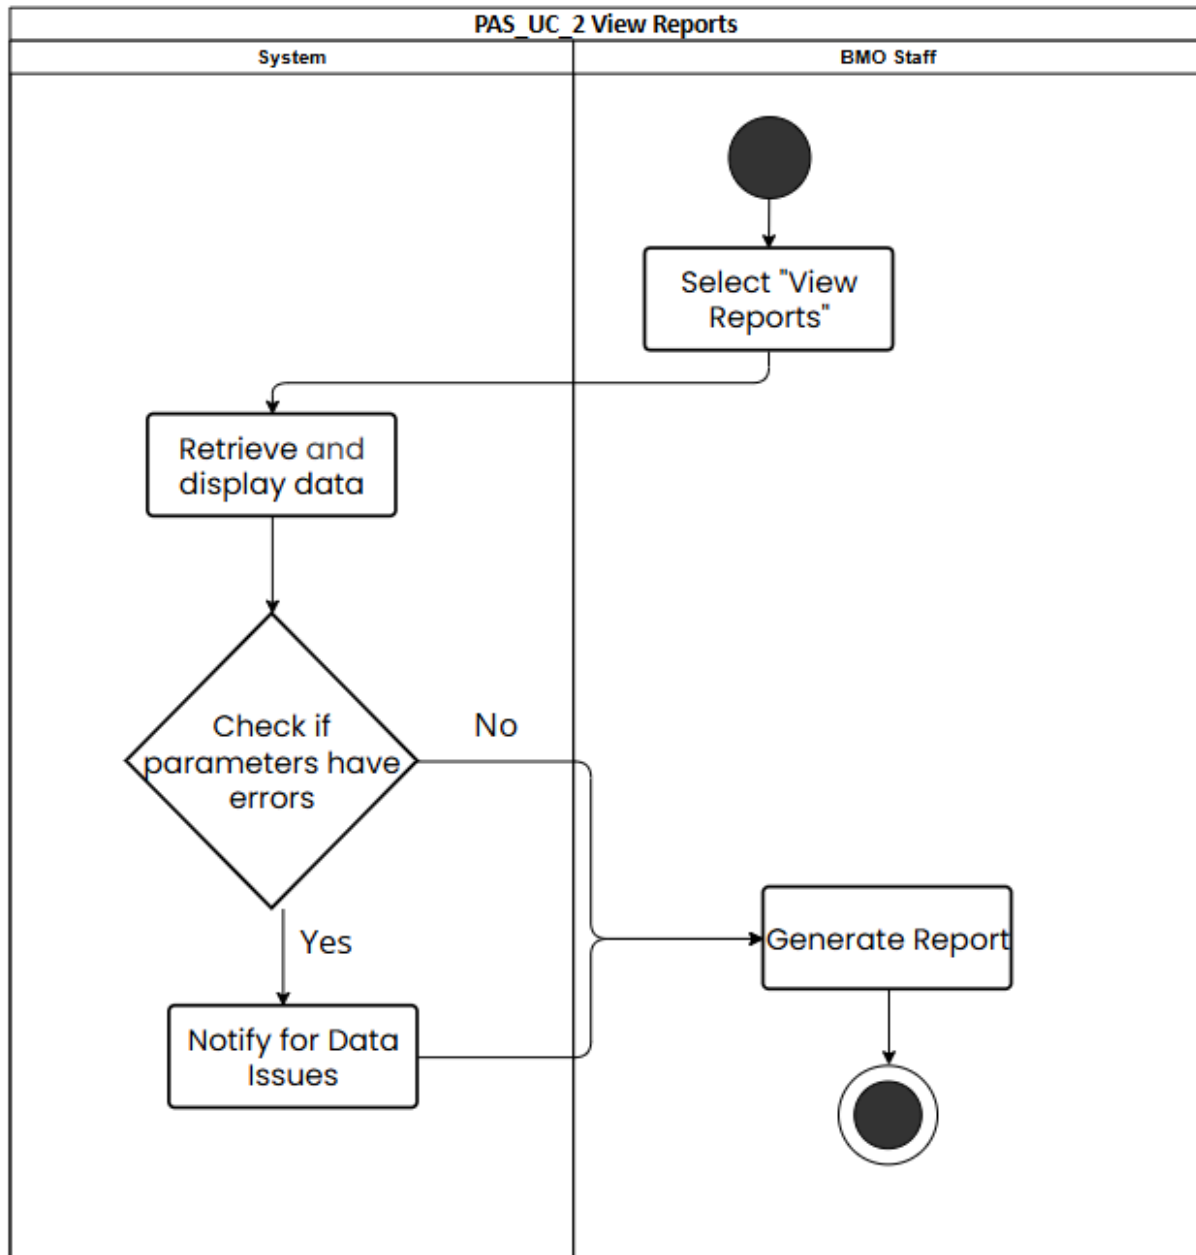 PAS_UC_2 View Reports
System
BMO Staff
Select "View
Reports"
Retrieve and
display data
Check if
parameters have
errors
No
Yes
Generate Report
Notify for Data
Issues